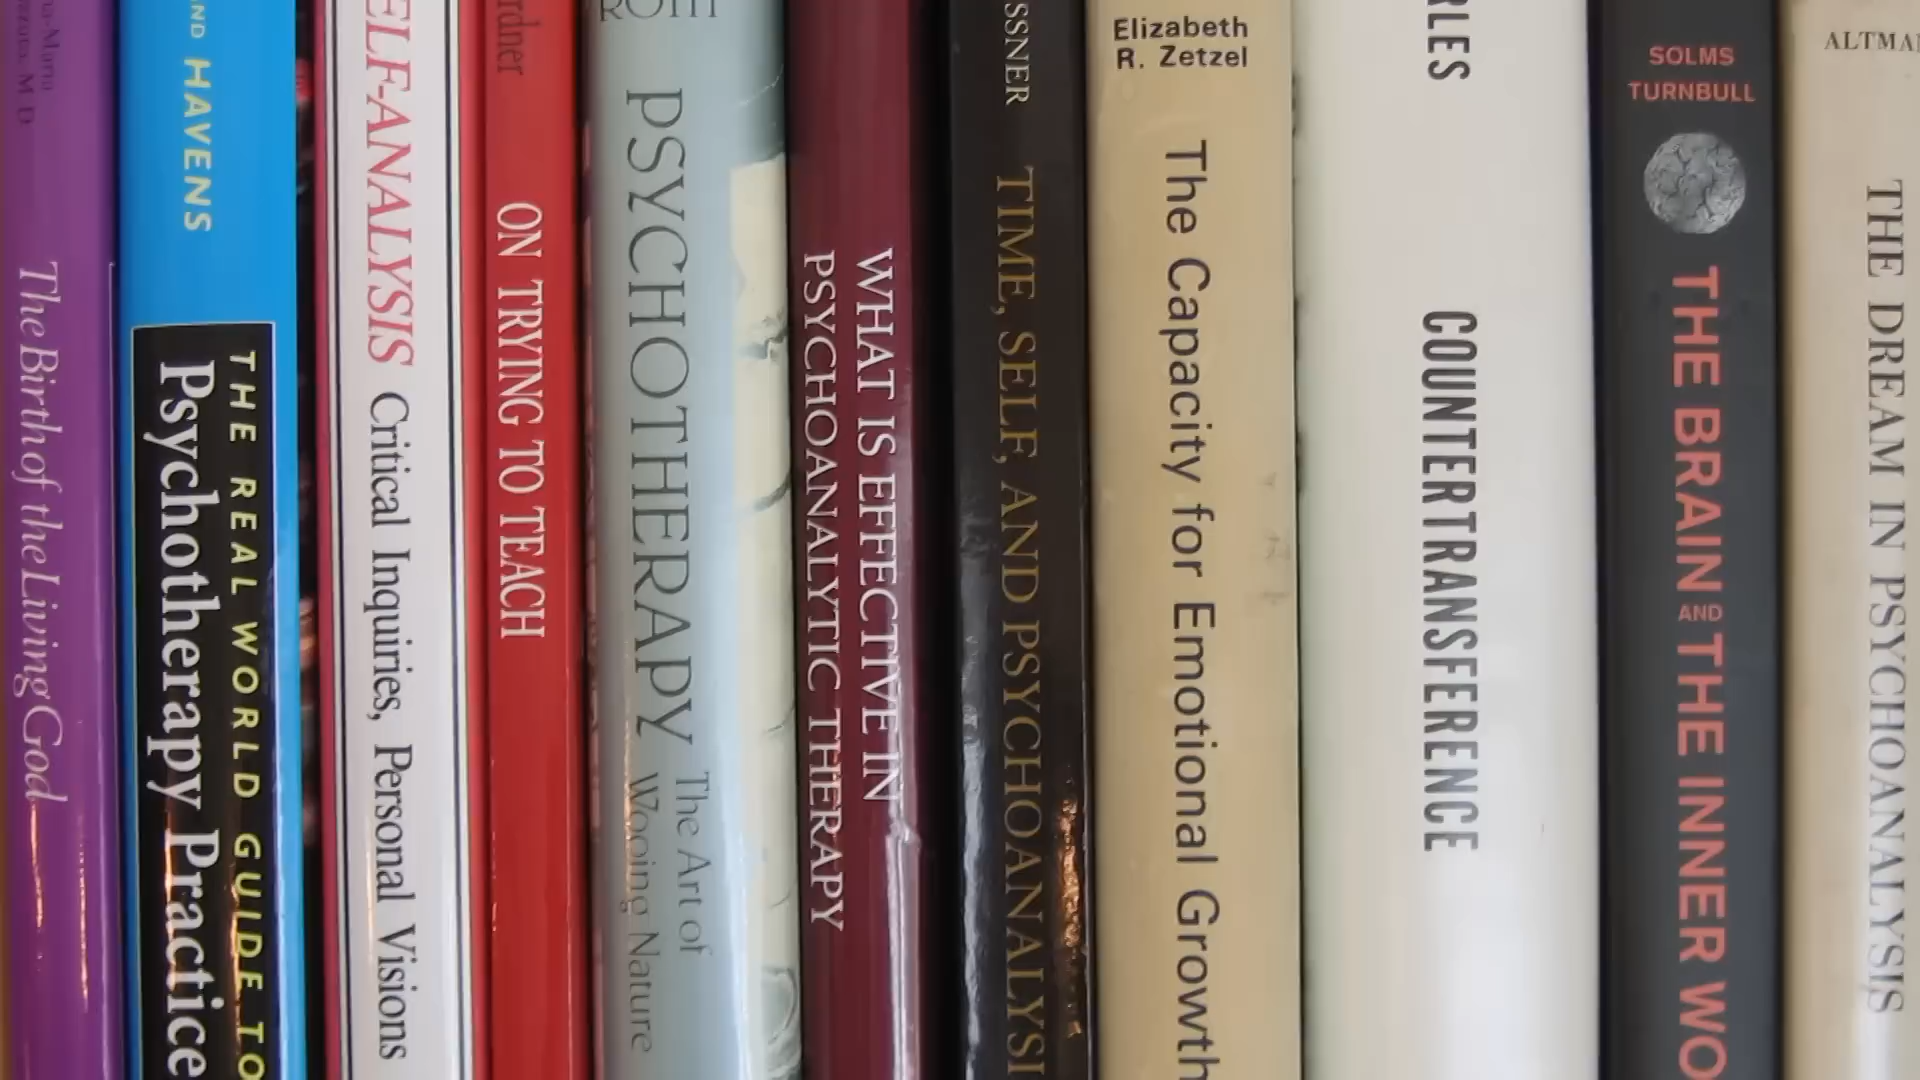 M D
The Birth of the Living God
AND HAVENS
THE REAL WORLD GUIDE TO
Psychotherapy Practice
ELF-ANALYSIS Critical Inquiries, Personal Visions
rdner
ON TRYING TO TEACH
ROTH
PSYCHOTHERAPY
The Art of
Wooing Nature
WHAT IS EFFECTIVE IN
PSYCHOANALYTIC THERAPY
SSNER
TIME, SELF, AND PSYCHOANALYSI
Elizabeth
R. Zetzel
The Capacity for Emotional Growth
RLES
COUNTERTRANSFERENCE
SOLMS
TURNBULL
THE BRAIN AND THE INNER WO
ALTMA
THE DREAM IN PSYCHOANALYSIS